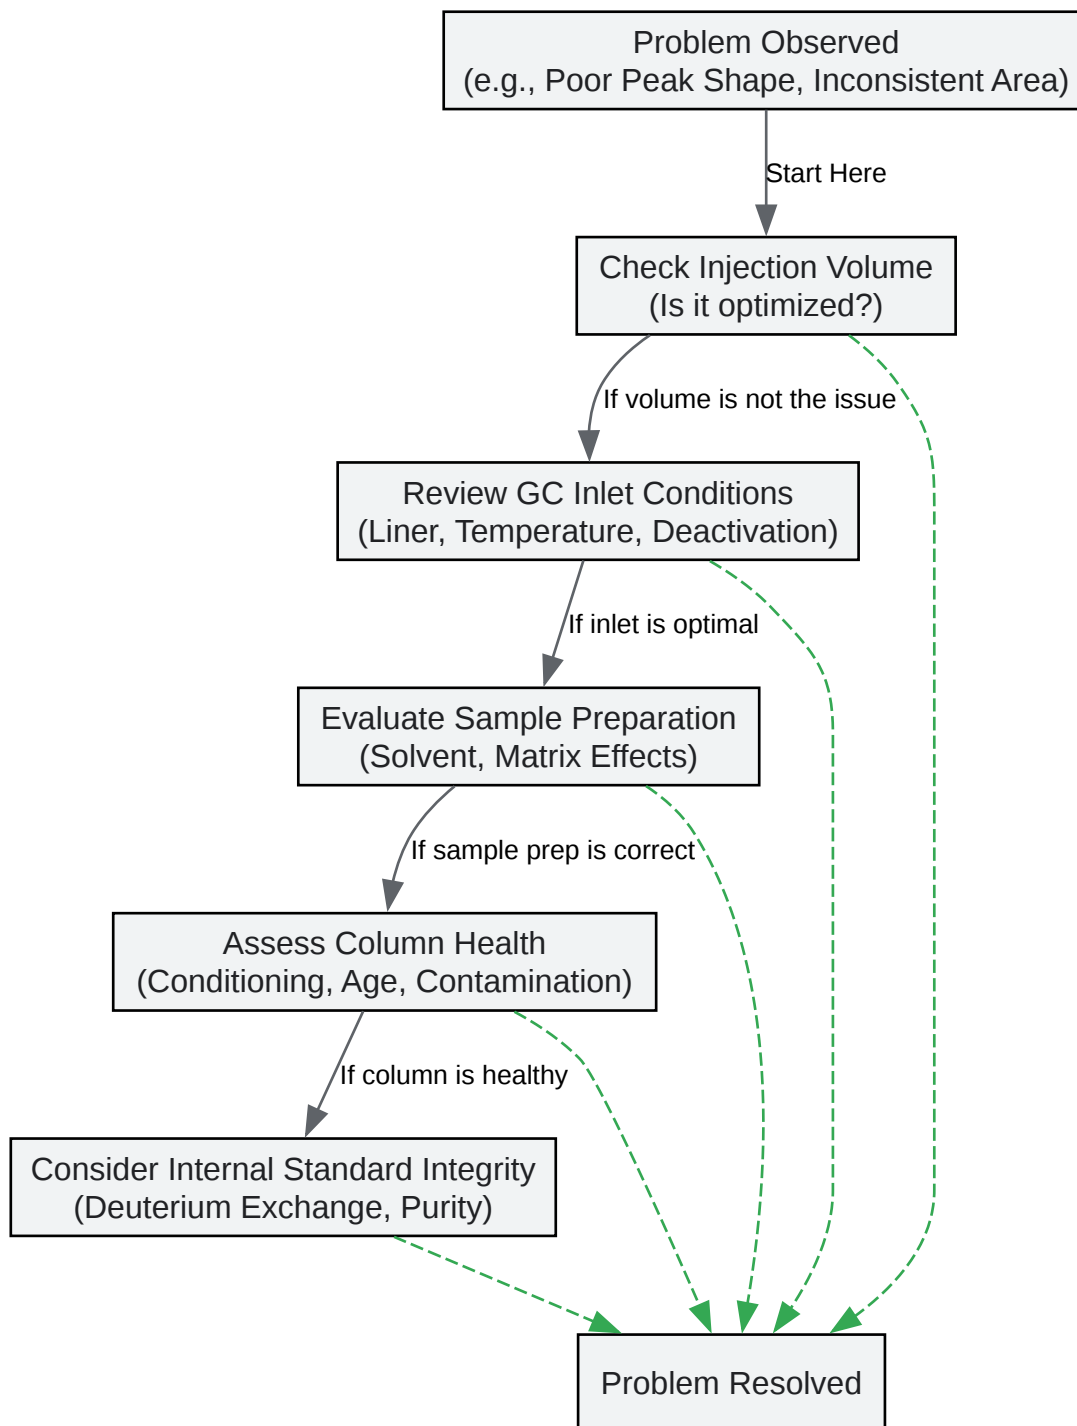 Problem Observed
(e.g., Poor Peak Shape, Inconsistent Area)
Start Here
Check Injection Volume
(Is it optimized?)
If volume is not the issue
Review GC Inlet Conditions
(Liner, Temperature, Deactivation)
If inlet is optimal
Evaluate Sample Preparation
(Solvent, Matrix Effects)
If sample prep is correct
Assess Column Health
(Conditioning, Age, Contamination)
If column is healthy
Consider Internal Standard Integrity
(Deuterium Exchange, Purity)
Problem Resolved